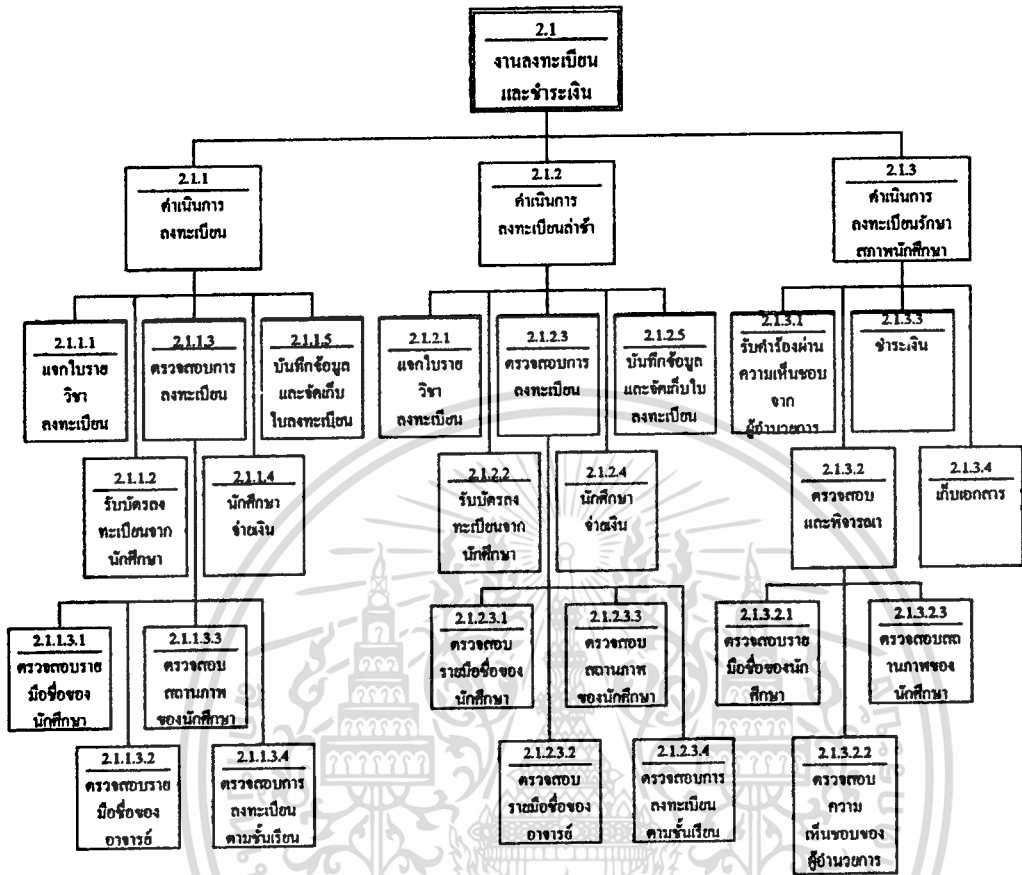 2.1
งานลงทะเบียน
และชำระเงิน
2.1.1
ดำเนินการ
ลงทะเบียน
2.1.2
ดำเนินการ
ลงทะเบียนล่าช้า
2.1.3
ดำเนินการ
ลงทะเบียนรักษา
สภาพนักศึกษา
2.1.1.1
แจกใบราย
วิชา
ลงทะเบียน
2.1.1.3
ตรวจสอบการ
ลงทะเบียน
2.1.1.5
บันทึกข้อมูล
และจัดเก็บ
ใบลงทะเบียน
2.1.2.1
แจกใบราย
วิชา
ลงทะเบียน
2.1.2.3
ตรวจสอบการ
ลงทะเบียน
2.1.2.5
บันทึกข้อมูล
และจัดเก็บใบ
ลงทะเบียน
2.1.3.1
รับคำร้องผ่าน
ความเห็นชอบ
จาก
ผู้อำนวยการ
2.1.3.3
ชำระเงิน
2.1.1.2
รับบัตรลง
ทะเบียนจาก
นักศึกษา
2.1.1.4
นักศึกษา
จ่ายเงิน
2.1.2.2
รับบัตรลง
ทะเบียนจาก
นักศึกษา
2.1.2.4
นักศึกษา
จ่ายเงิน
2.1.3.2
ตรวจสอบ
และพิจารณา
2.1.3.4
เก็บเอกสาร
2.1.1.3.1
ตรวจสอบราย
มือชื่อของ
นักศึกษา
2.1.1.3.3
ตรวจสอบ
สถานภาพ
ของนักศึกษา
2.1.2.3.1
ตรวจสอบ
รายมือชื่อของ
นักศึกษา
2.1.2.3.3
ตรวจสอบ
สถานภาพ
ของนักศึกษา
2.1.3.2.1
ตรวจสอบราย
มือชื่อของนัก
ศึกษา
2.1.3.2.3
ตรวจสอบสถ
านภาพของ
นักศึกษา
2.1.1.3.2
ตรวจสอบราย
มือชื่อของ
อาจารย์
2.1.1.3.4
ตรวจสอบการ
ลงทะเบียน
ตามชั้นเรียน
2.1.2.3.2
ตรวจสอบ
รายมือชื่อของ
อาจารย์
2.1.2.3.4
ตรวจสอบการ
ลงทะเบียน
ตามชั้นเรียน
2.1.3.2.2
ตรวจสอบ
ความ
เห็นชอบของ
ผู้อำนวยการ